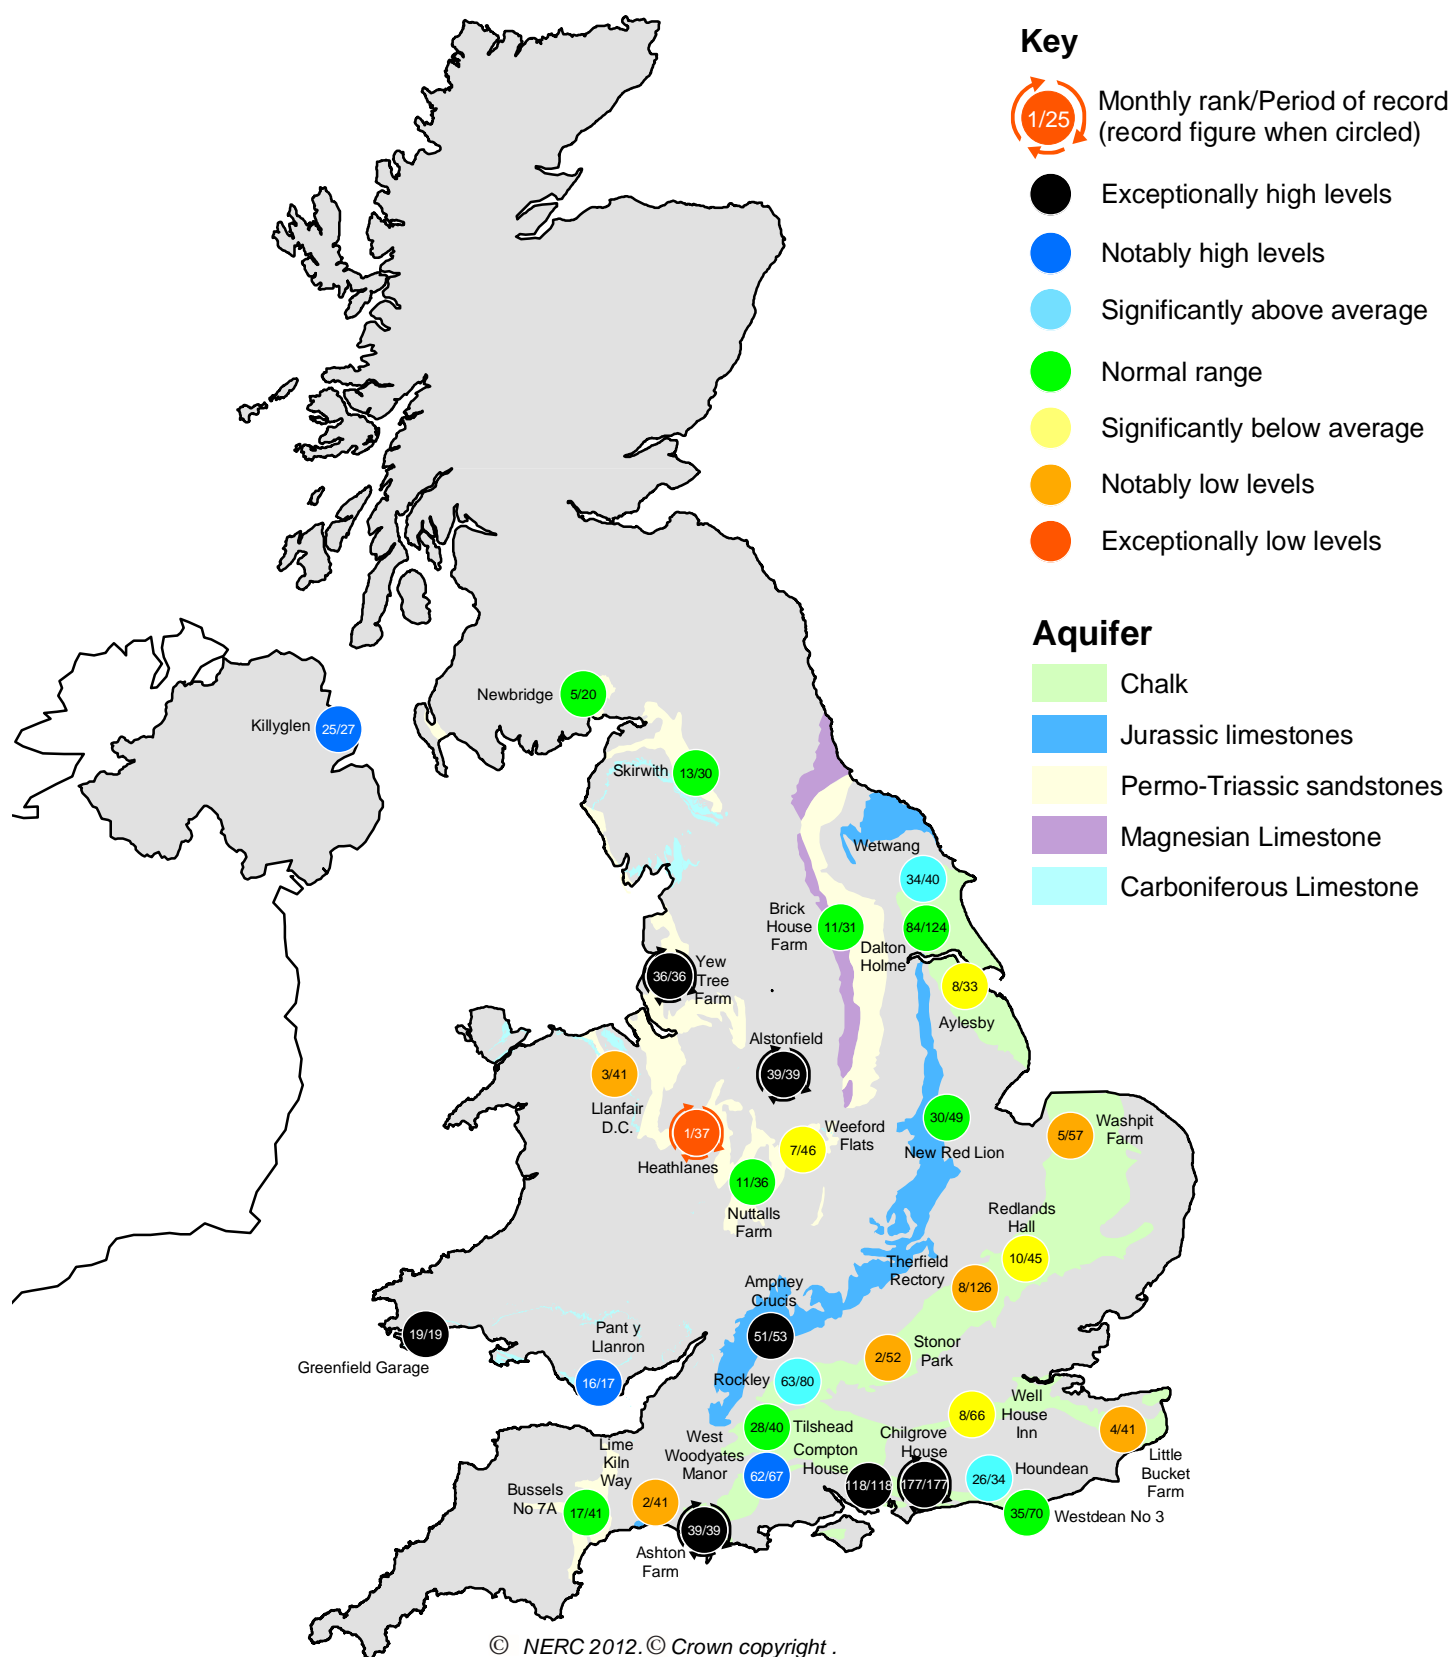 Key
1/25
Monthly rank/Period of record
(record figure when circled)
Exceptionally high levels
Notably high levels
Significantly above average
Normal range
Significantly below average
Notably low levels
Exceptionally low levels
Aquifer
Chalk
Jurassic limestones
Permo-Triassic sandstones
Magnesian Limestone
Carboniferous Limestone
Newbridge
5/20
Killyglen
25/27
Skirwith
13/30
Wetwang
34/40
Brick
House
Farm
11/31
84/124
Dalton
Holme
36/36
Yew
Tree
Farm
8/33
Aylesby
Alstonfield
39/39
3/41
Llanfair
D.C.
1/37
Heathlanes
Weeford
Flats
7/46
30/49
New Red Lion
5/57
Washpit
Farm
11/36
Nuttalls
Farm
Redlands
Hall
10/45
Therfield
Rectory
8/126
Ampney
Crucis
51/53
19/19
Greenfield Garage
Pant y
Llanron
16/17
Stonor
Park
2/52
Rockley
63/80
Well
House
Inn
8/66
4/41
Little
Bucket
Farm
28/40
Tilshead
West
Woodyates
Manor
62/67
Compton
House
118/118
Chilgrove
House
177/177
Houndean
26/34
35/70
Westdean No 3
Lime
Kiln
Way
2/41
Bussels
No 7A
17/41
39/39
Ashton
Farm
© NERC 2012. © Crown copyright .